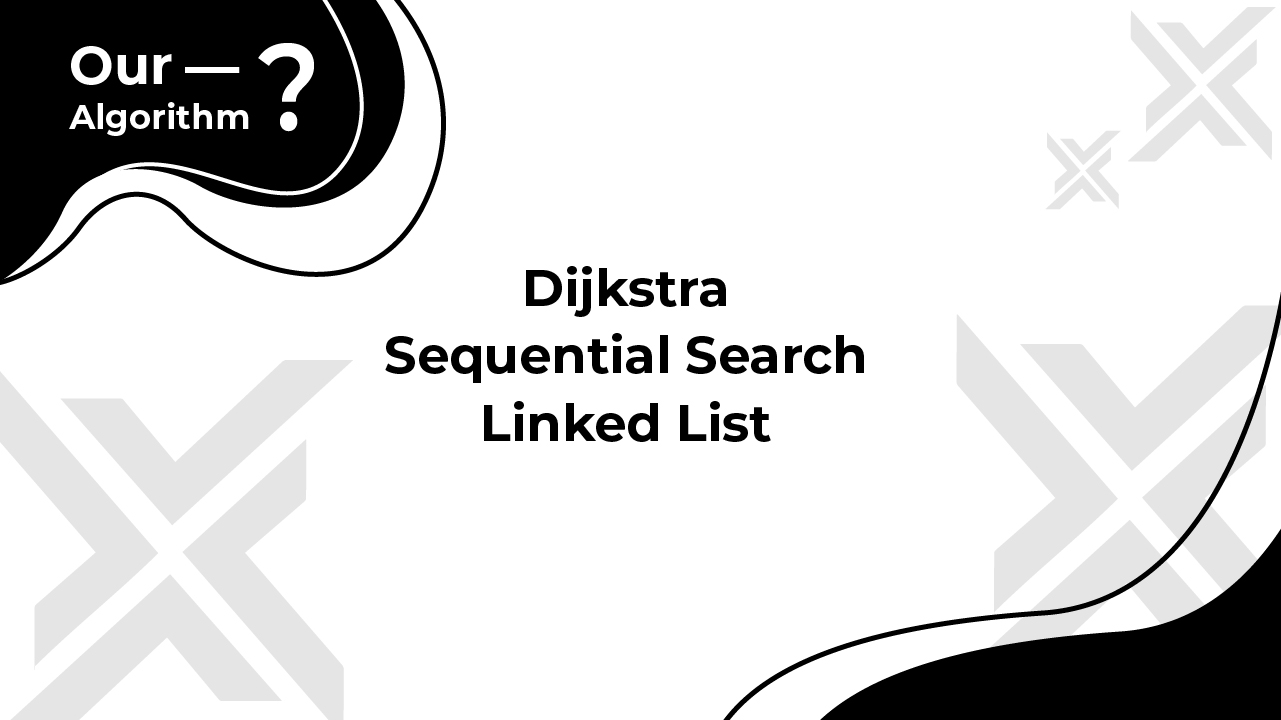 Our — ?
Algorithm
Dijkstra
Sequential Search
Linked List